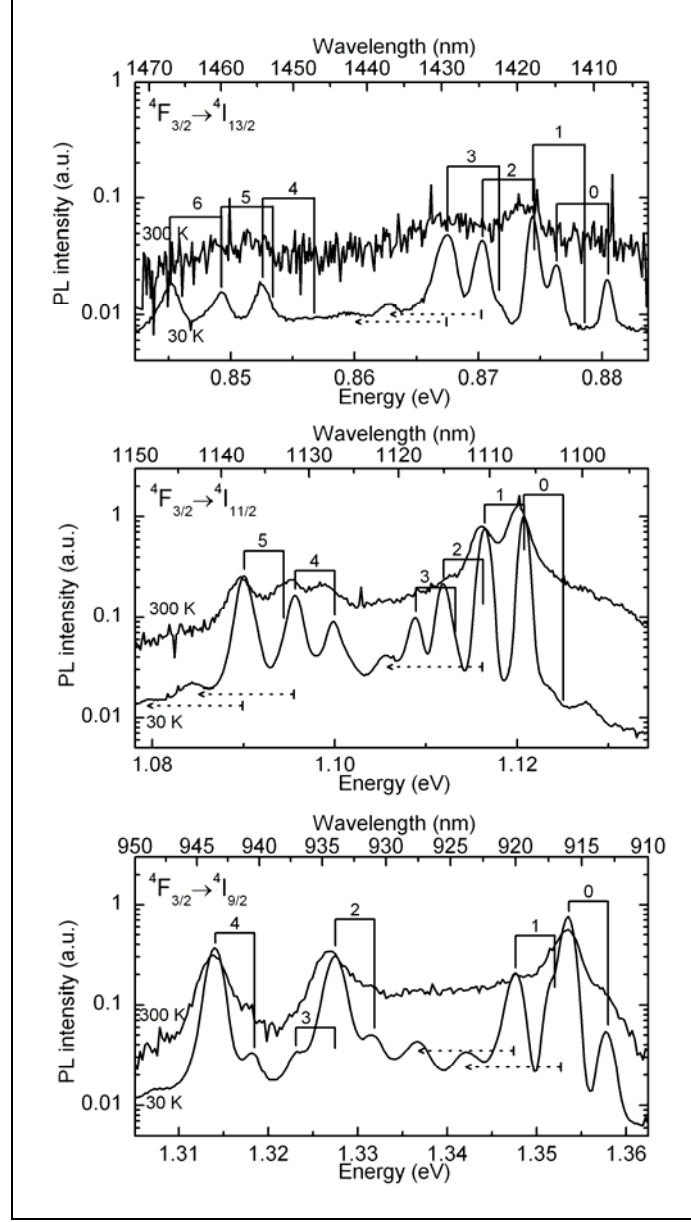 Wavelength (nm)
1470 1460 1450 1440 1430 1420 1410
⁴F₃/₂→⁴I₁₃/₂
1
0.1
0.01
PL intensity (a.u.)
6 5 4 3 2 1 0
300 K
30 K
0.85 0.86 0.87 0.88
Energy (eV)
Wavelength (nm)
1150 1140 1130 1120 1110 1100
⁴F₃/₂→⁴I₁₁/₂
1
0.1
0.01
PL intensity (a.u.)
5 4 3 2 1 0
300 K
30 K
1.08 1.10 1.12
Energy (eV)
Wavelength (nm)
950 945 940 935 930 925 920 915 910
⁴F₃/₂→⁴I₉/₂
1
0.1
0.01
PL intensity (a.u.)
4 3 2 1 0
300 K
30 K
1.31 1.32 1.33 1.34 1.35 1.36
Energy (eV)